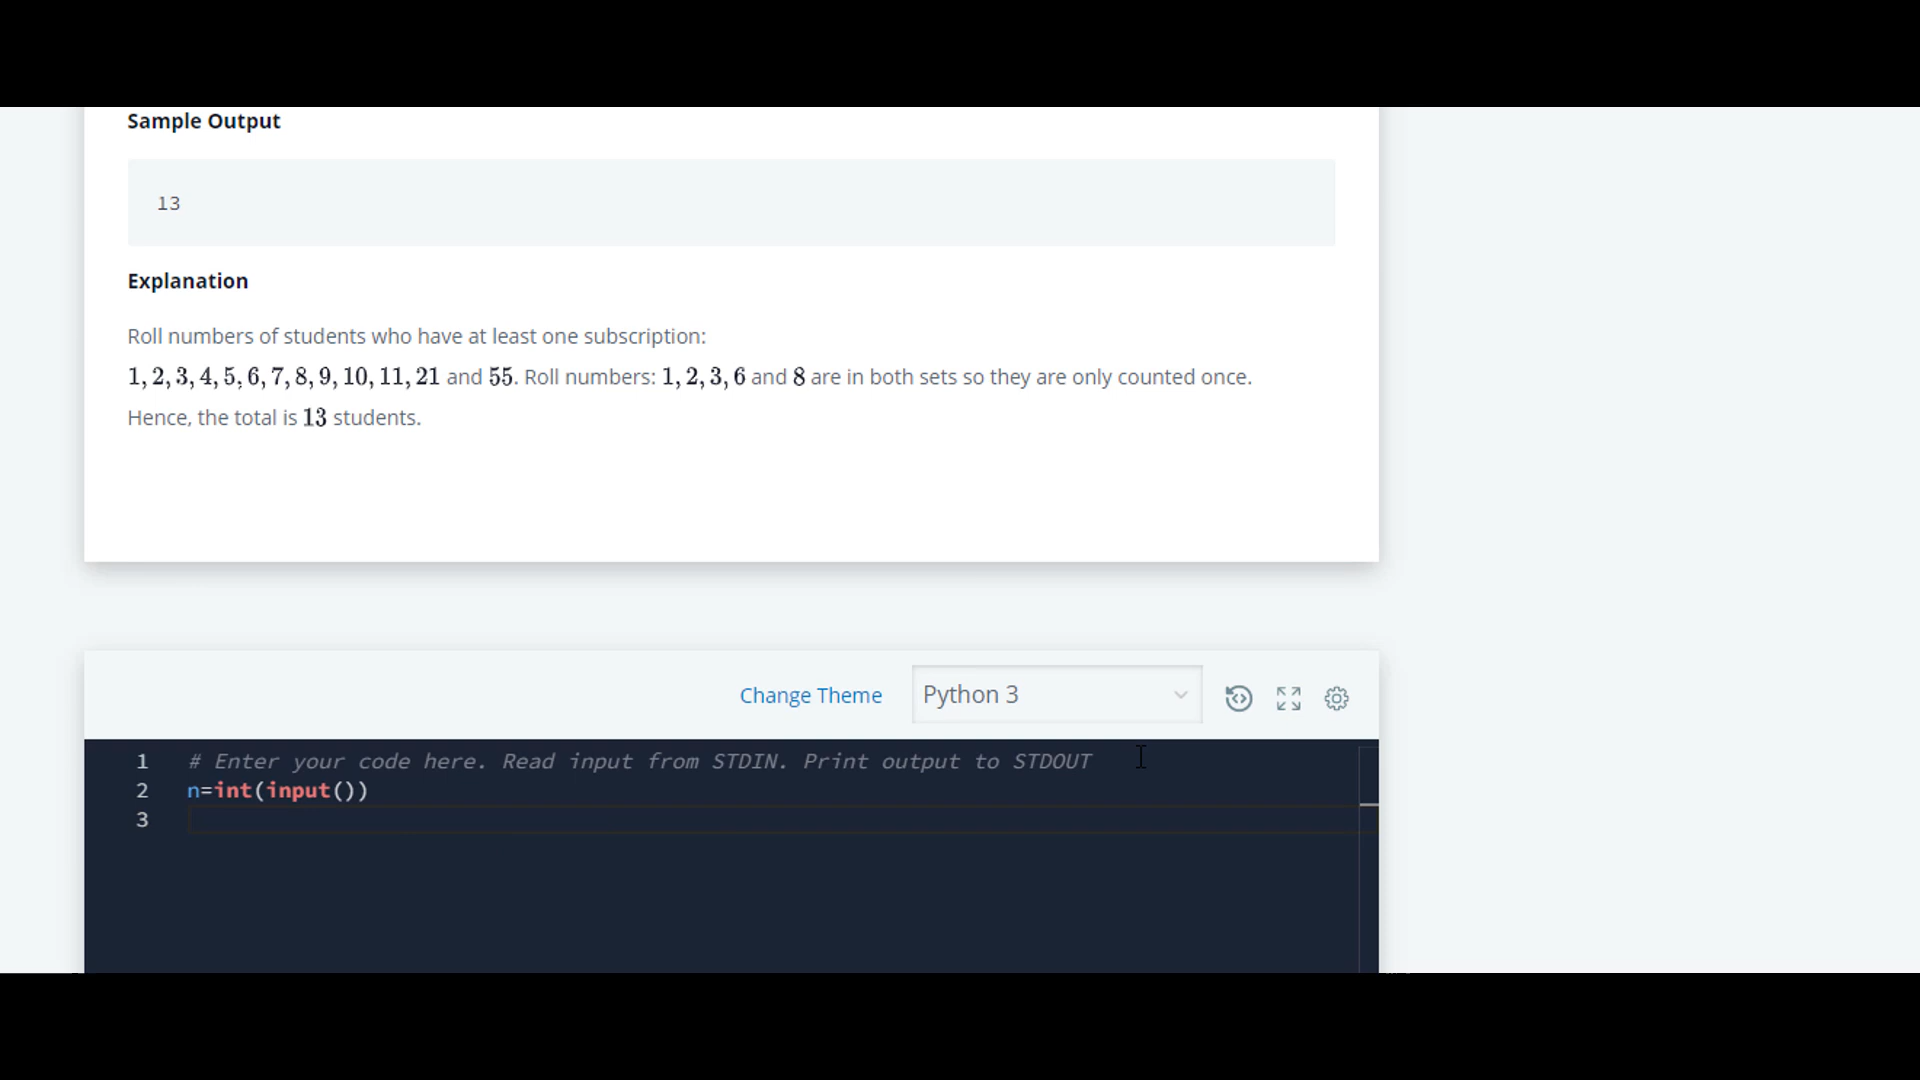 Sample Output
13
Explanation
Roll numbers of students who have at least one subscription:
1, 2, 3, 4, 5, 6, 7, 8, 9, 10, 11, 21 and 55. Roll numbers: 1, 2, 3, 6 and 8 are in both sets so they are only counted once.
Hence, the total is 13 students.
Change Theme Python 3
1 # Enter your code here. Read input from STDIN. Print output to STDOUT
2 n=int(input())
3